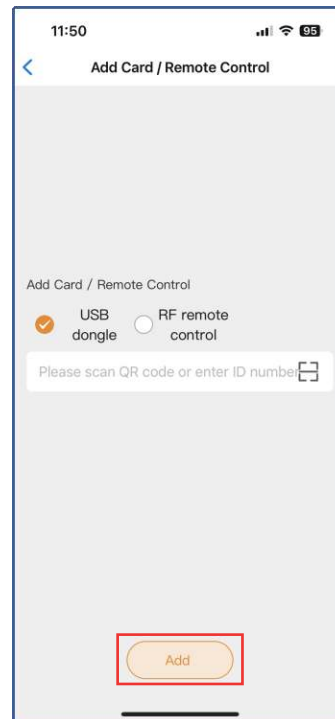 11:50
95
Add Card / Remote Control
Add Card / Remote Control
USB
dongle
RF remote
control
Please scan QR code or enter ID number
Add